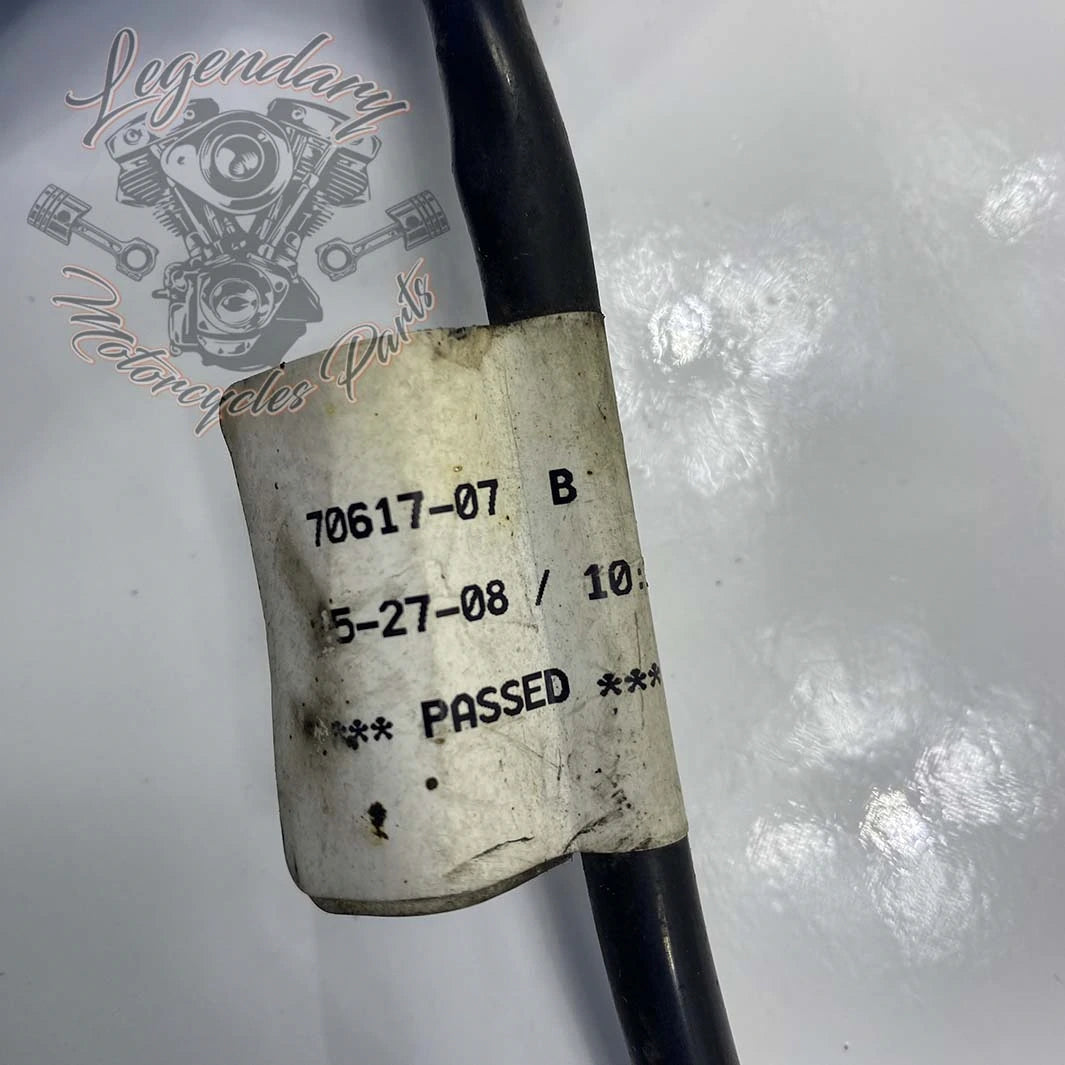 Legendary
Motorcycles Parts
70617-07 B
5-27-08 / 10:
*** PASSED ***